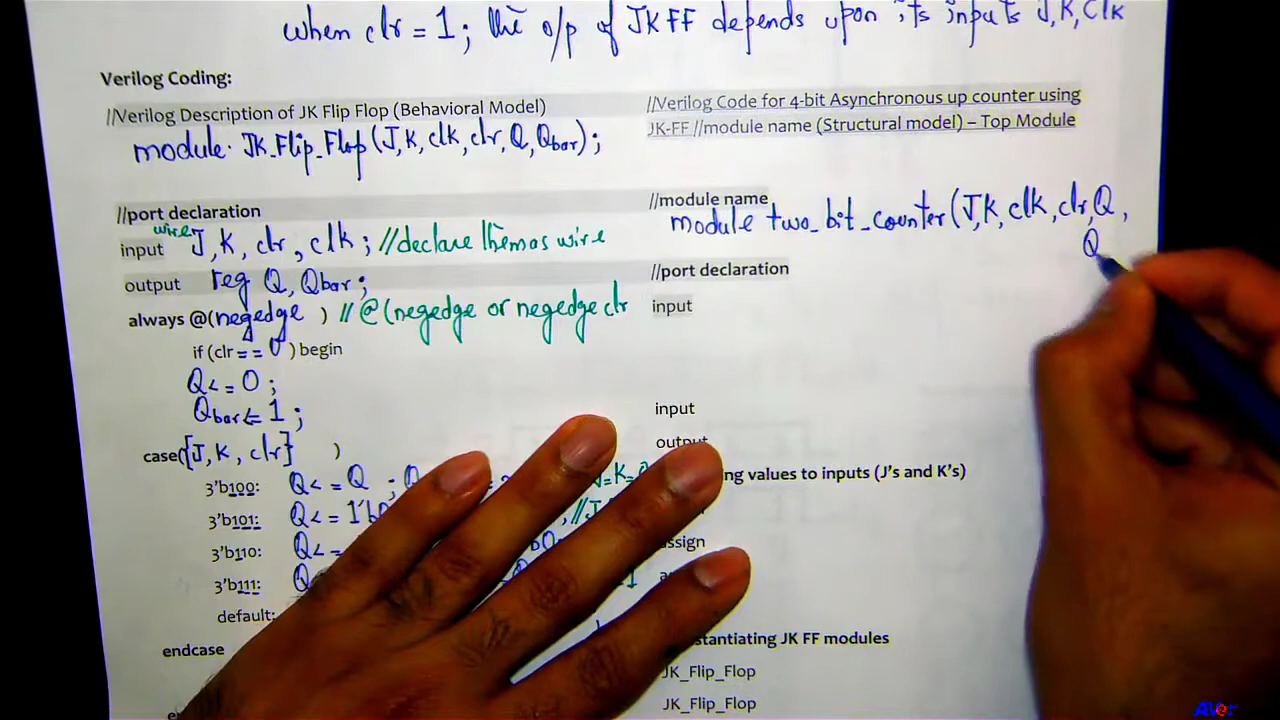 when clr = 1; the o/p of JKFF depends upon its inputs J,K,Clk
Verilog Coding:
//Verilog Description of JK Flip Flop (Behavioral Model)
module JK_Flip_Flop(J,K,clk,clr,Q,Qbar);
//port declaration
input wire J,K,clr,clk; //declare them as wire
output reg Q, Qbar;
always @(negedge ) // @(negedge or negedge clr
if (clr== 0 ) begin
Q<=0;
Qbar<=1;
case({J,K,clr} )
3'b100: Q<=Q ; Q
3'b101: Q<=1'b0
3'b110: Q<=
3'b111: Q
default:
endcase
//Verilog Code for 4-bit Asynchronous up counter using
JK-FF //module name (Structural model) – Top Module
//module name
module two_bit_counter(J,K,clk,clr,Q,
Q
//port declaration
input
input
output
values to inputs (J's and K's)
JK FF modules
JK_Flip_Flop
JK_Flip_Flop
AVer